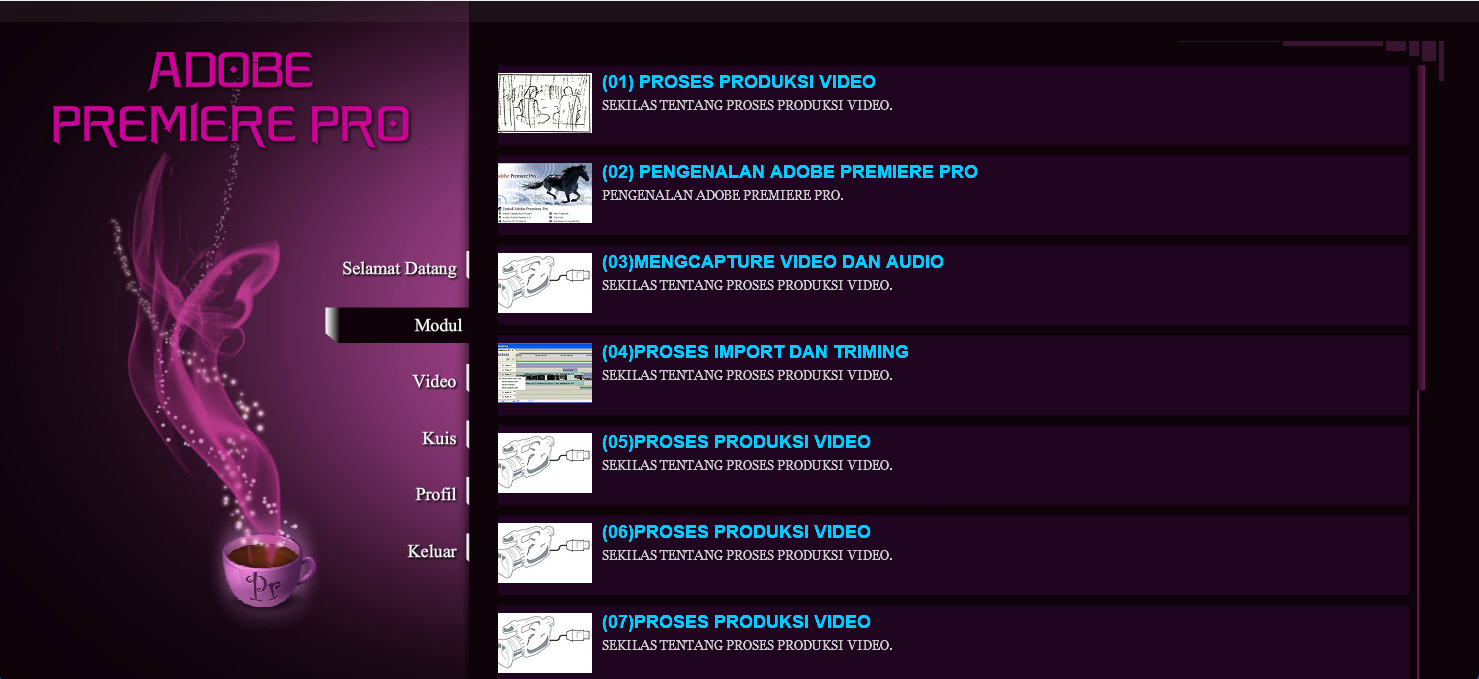 ADOBE
PREMIERE PRO
Selamat Datang
Modul
Video
Kuis
Profil
Keluar
Pr
(01) PROSES PRODUKSI VIDEO
SEKILAS TENTANG PROSES PRODUKSI VIDEO.
(02) PENGENALAN ADOBE PREMIERE PRO
PENGENALAN ADOBE PREMIERE PRO.
(03)MENGCAPTURE VIDEO DAN AUDIO
SEKILAS TENTANG PROSES PRODUKSI VIDEO.
(04)PROSES IMPORT DAN TRIMING
SEKILAS TENTANG PROSES PRODUKSI VIDEO.
(05)PROSES PRODUKSI VIDEO
SEKILAS TENTANG PROSES PRODUKSI VIDEO.
(06)PROSES PRODUKSI VIDEO
SEKILAS TENTANG PROSES PRODUKSI VIDEO.
(07)PROSES PRODUKSI VIDEO
SEKILAS TENTANG PROSES PRODUKSI VIDEO.